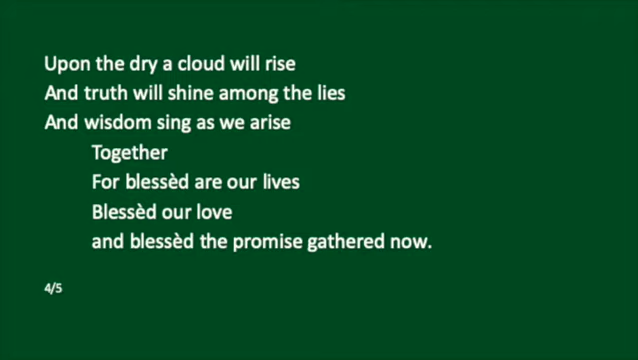 Upon the dry a cloud will rise
And truth will shine among the lies
And wisdom sing as we arise
Together
For blessèd are our lives
Blessèd our love
and blessèd the promise gathered now.
4/5